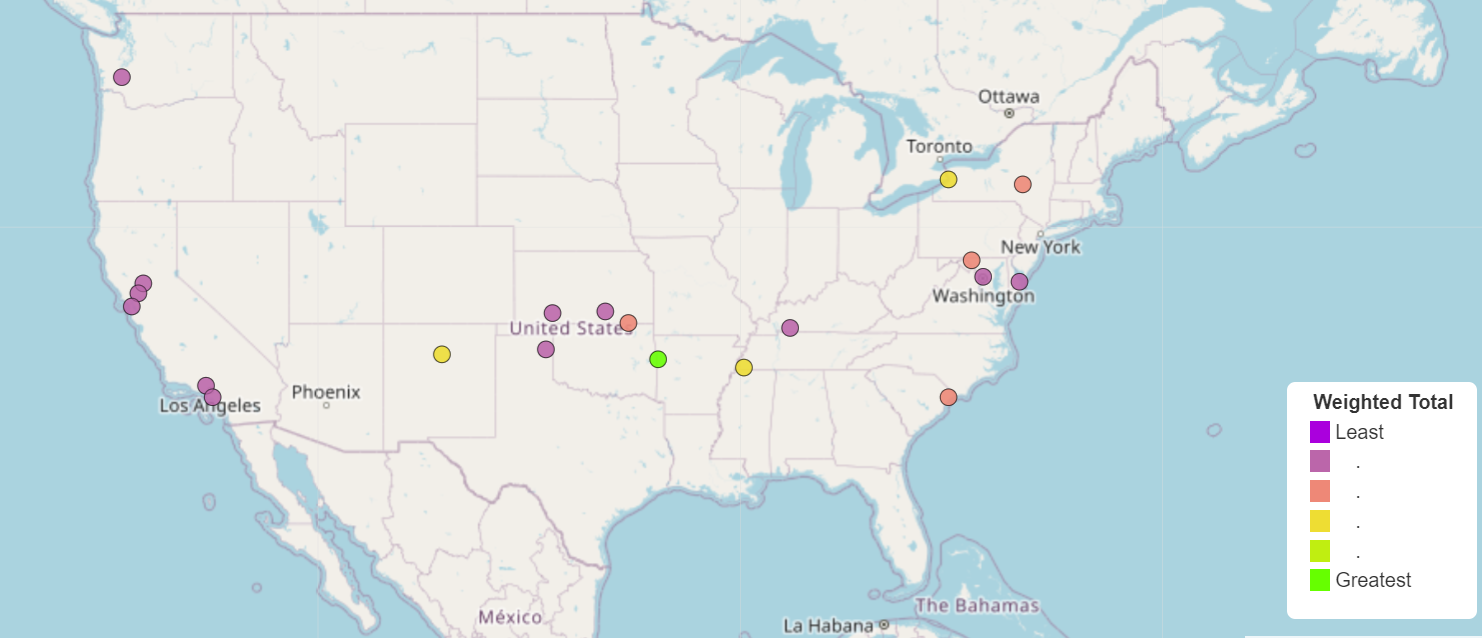 Ottawa
Toronto
New York
Washington
United States
Phoenix
Los Angeles
México
The Bahamas
La Habana
Weighted Total
Least
.
.
.
.
Greatest